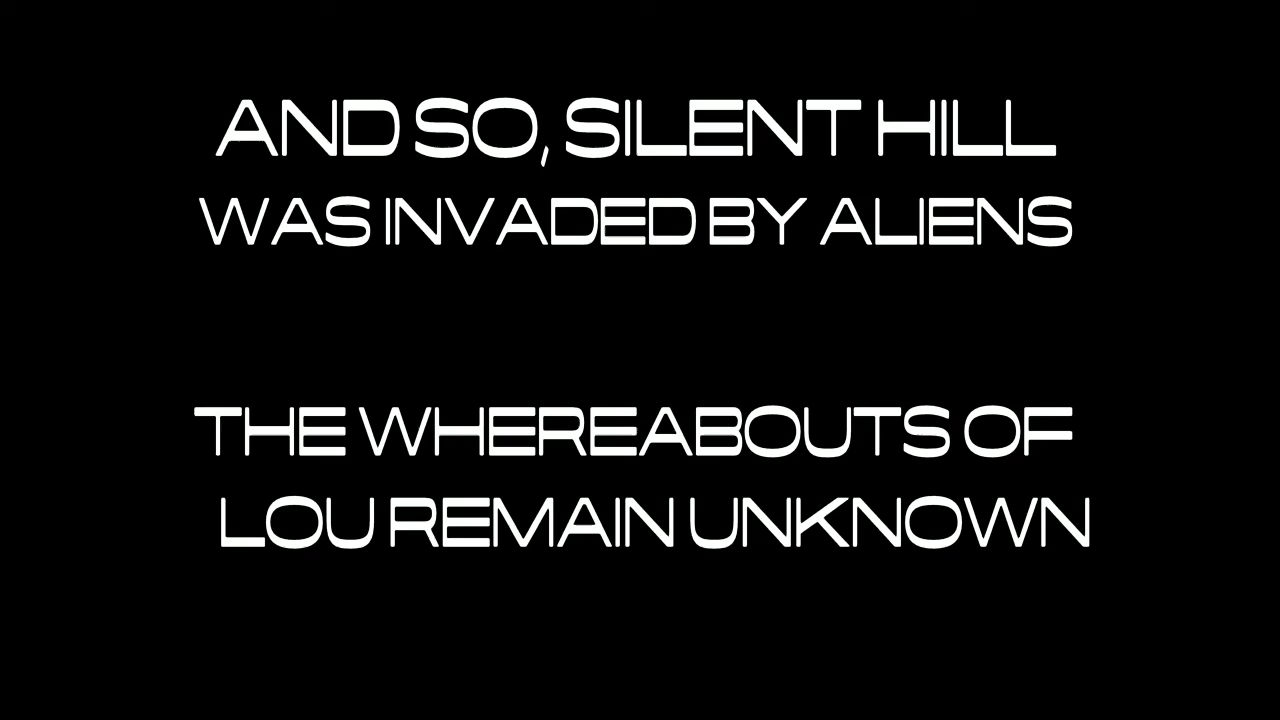 AND SO, SILENT HILL
WAS INVADED BY ALIENS
THE WHEREABOUTS OF
LOU REMAIN UNKNOWN